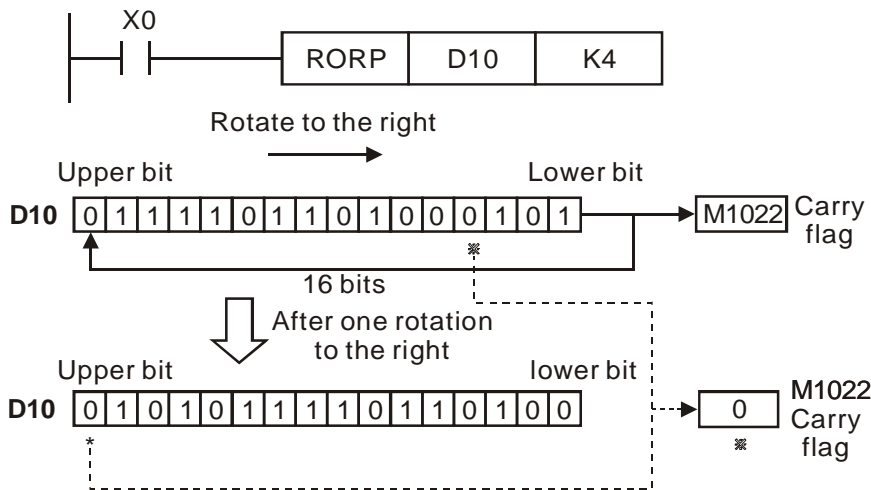 X0
RORP D10 K4
Rotate to the right
Upper bit Lower bit
D10 0 1 1 1 1 0 1 1 0 1 0 0 0 1 0 1 M1022 Carry
flag
※
16 bits
After one rotation
to the right
Upper bit lower bit
D10 0 1 0 1 0 1 1 1 1 0 1 1 0 1 0 0 0 M1022
Carry
flag
* ※